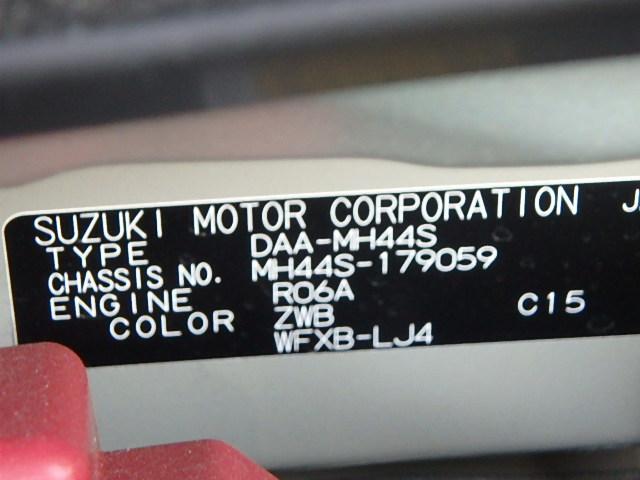 SUZUKI MOTOR CORPORATION J
TYPE DAA-MH44S
CHASSIS NO. MH44S-179059
ENGINE R06A
COLOR ZWB C15
WFXB-LJ4